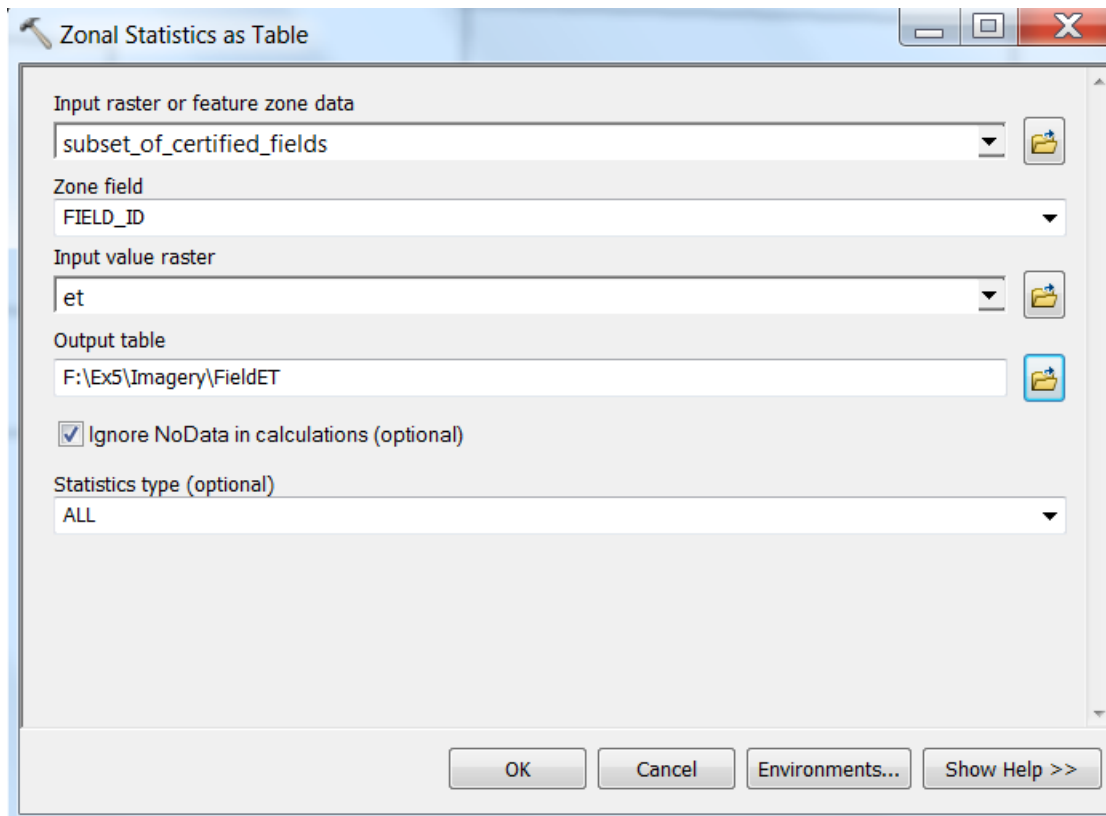 Zonal Statistics as Table
Input raster or feature zone data
subset_of_certified_fields
Zone field
FIELD_ID
Input value raster
et
Output table
F:\Ex5\Imagery\FieldET
Ignore NoData in calculations (optional)
Statistics type (optional)
ALL
OK Cancel Environments... Show Help >>